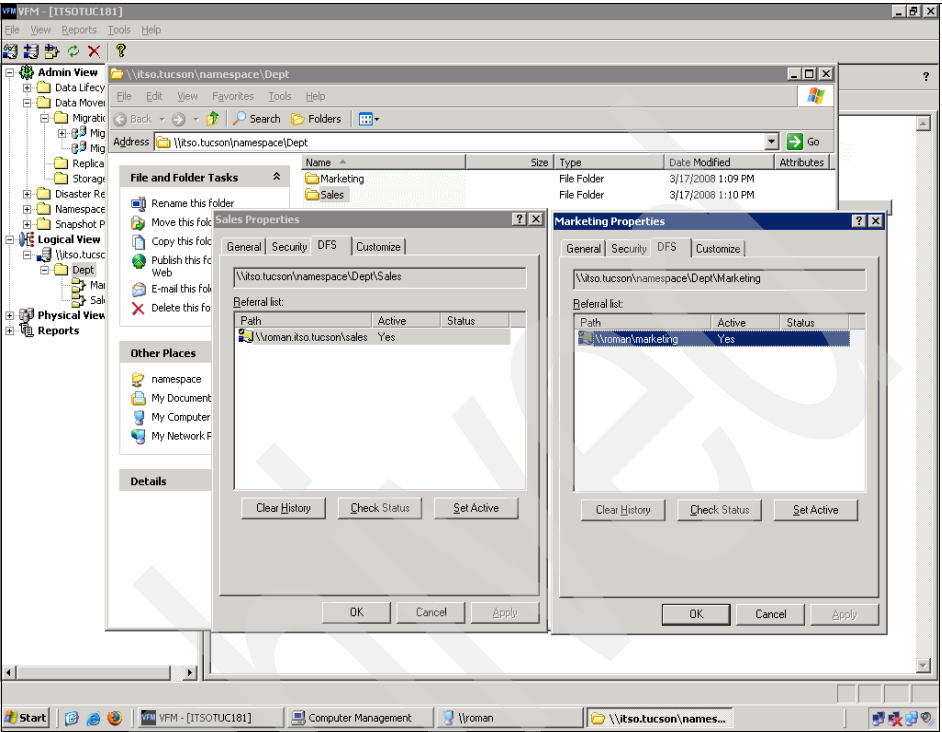 VFM VFM - [ITSOTUC181]
File View Reports Tools Help
Admin View
Data Lifecy
Data Mover
Migratic
Mig
Mig
Replica
Storage
Disaster Re
Namespace
Snapshot P
Logical View
\\itso.tucsc
Dept
Mar
Sal
Physical View
Reports
\\itso.tucson\namespace\Dept
File Edit View Favorites Tools Help
Back Search Folders
Address \\itso.tucson\namespace\Dept Go
File and Folder Tasks
Rename this folder
Move this fold
Copy this folc
Publish this fc
Web
E-mail this fol
Delete this fo
Other Places
namespace
My Document
My Computer
My Network P
Details
Name Size Type Date Modified Attributes
Marketing File Folder 3/17/2008 1:09 PM
Sales File Folder 3/17/2008 1:10 PM
Sales Properties
General Security DFS Customize
\\itso.tucson\namespace\Dept\Sales
Referral list:
Path Active Status
\\roman.itso.tucson\sales Yes
Clear History Check Status Set Active
OK Cancel Apply
Marketing Properties
General Security DFS Customize
\\itso.tucson\namespace\Dept\Marketing
Referral list:
Path Active Status
\\roman\marketing Yes
Clear History Check Status Set Active
OK Cancel Apply
Start VFM VFM - [ITSOTUC181] Computer Management \\roman \\itso.tucson\names...